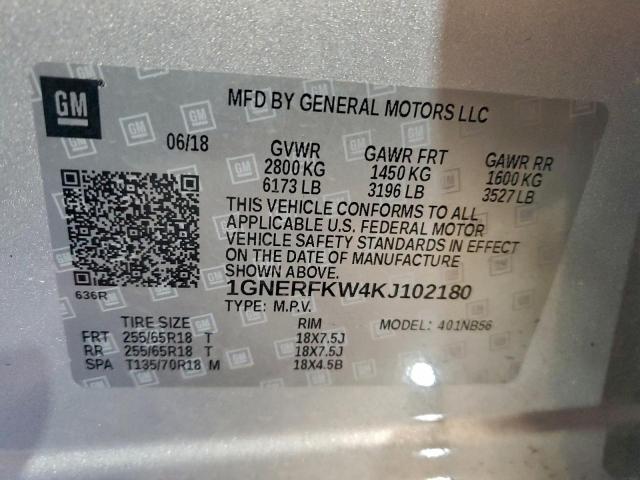 GM
MFD BY GENERAL MOTORS LLC
06/18
GVWR GAWR FRT GAWR RR
2800 KG 1450 KG 1600 KG
6173 LB 3196 LB 3527 LB
THIS VEHICLE CONFORMS TO ALL
APPLICABLE U.S. FEDERAL MOTOR
VEHICLE SAFETY STANDARDS IN EFFECT
ON THE DATE OF MANUFACTURE
SHOWN ABOVE.
636R
1GNERFKW4KJ102180
TYPE: M.P.V.
TIRE SIZE RIM MODEL: 401NB56
FRT 255/65R18 T 18X7.5J
RR 255/65R18 T 18X7.5J
SPA T135/70R18 M 18X4.5B